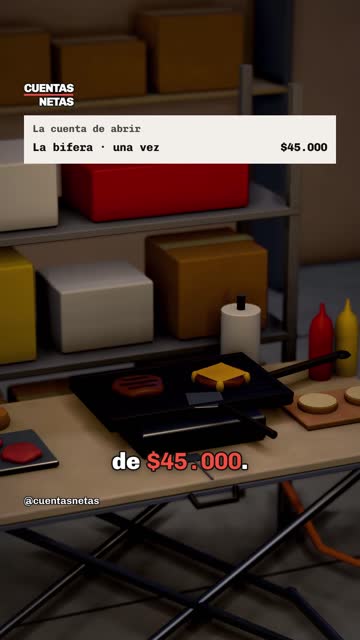 CUENTAS
NETAS
La cuenta de abrir
La bifera · una vez $45.000
de $45.000.
@cuentasnetas